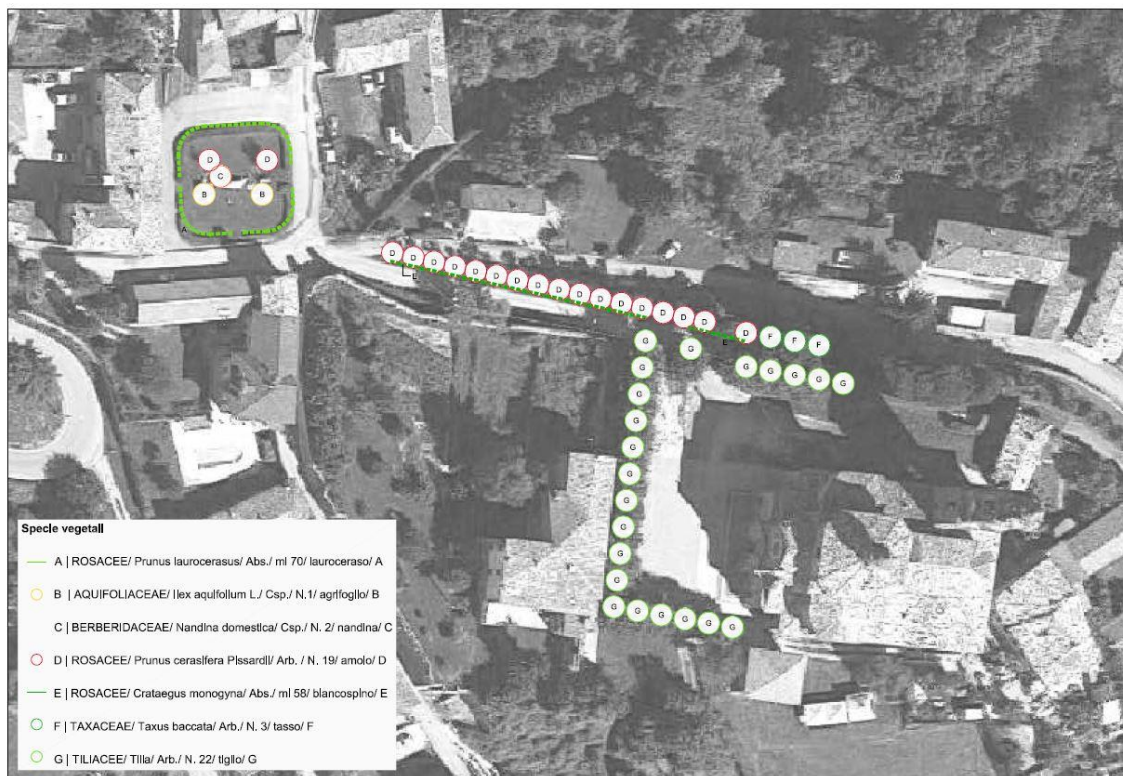 D D
C
B B
A
D D D D D D D D D D D D D D D D D F F F
E
E
G G
G G G G G G
G
G
G
G
G
G
G
G
G G G G G G
Specie vegetali
A | ROSACEE/ Prunus laurocerasus/ Abs./ ml 70/ lauroceraso/ A
B | AQUIFOLIACEAE/ Ilex aquifolium L./ Csp./ N.1/ agrifoglio/ B
C | BERBERIDACEAE/ Nandina domestica/ Csp./ N. 2/ nandina/ C
D | ROSACEE/ Prunus cerasifera Pissardii/ Arb. / N. 19/ amolo/ D
E | ROSACEE/ Crataegus monogyna/ Abs./ ml 58/ biancospino/ E
F | TAXACEAE/ Taxus baccata/ Arb./ N. 3/ tasso/ F
G | TILIACEE/ Tilia/ Arb./ N. 22/ tiglio/ G